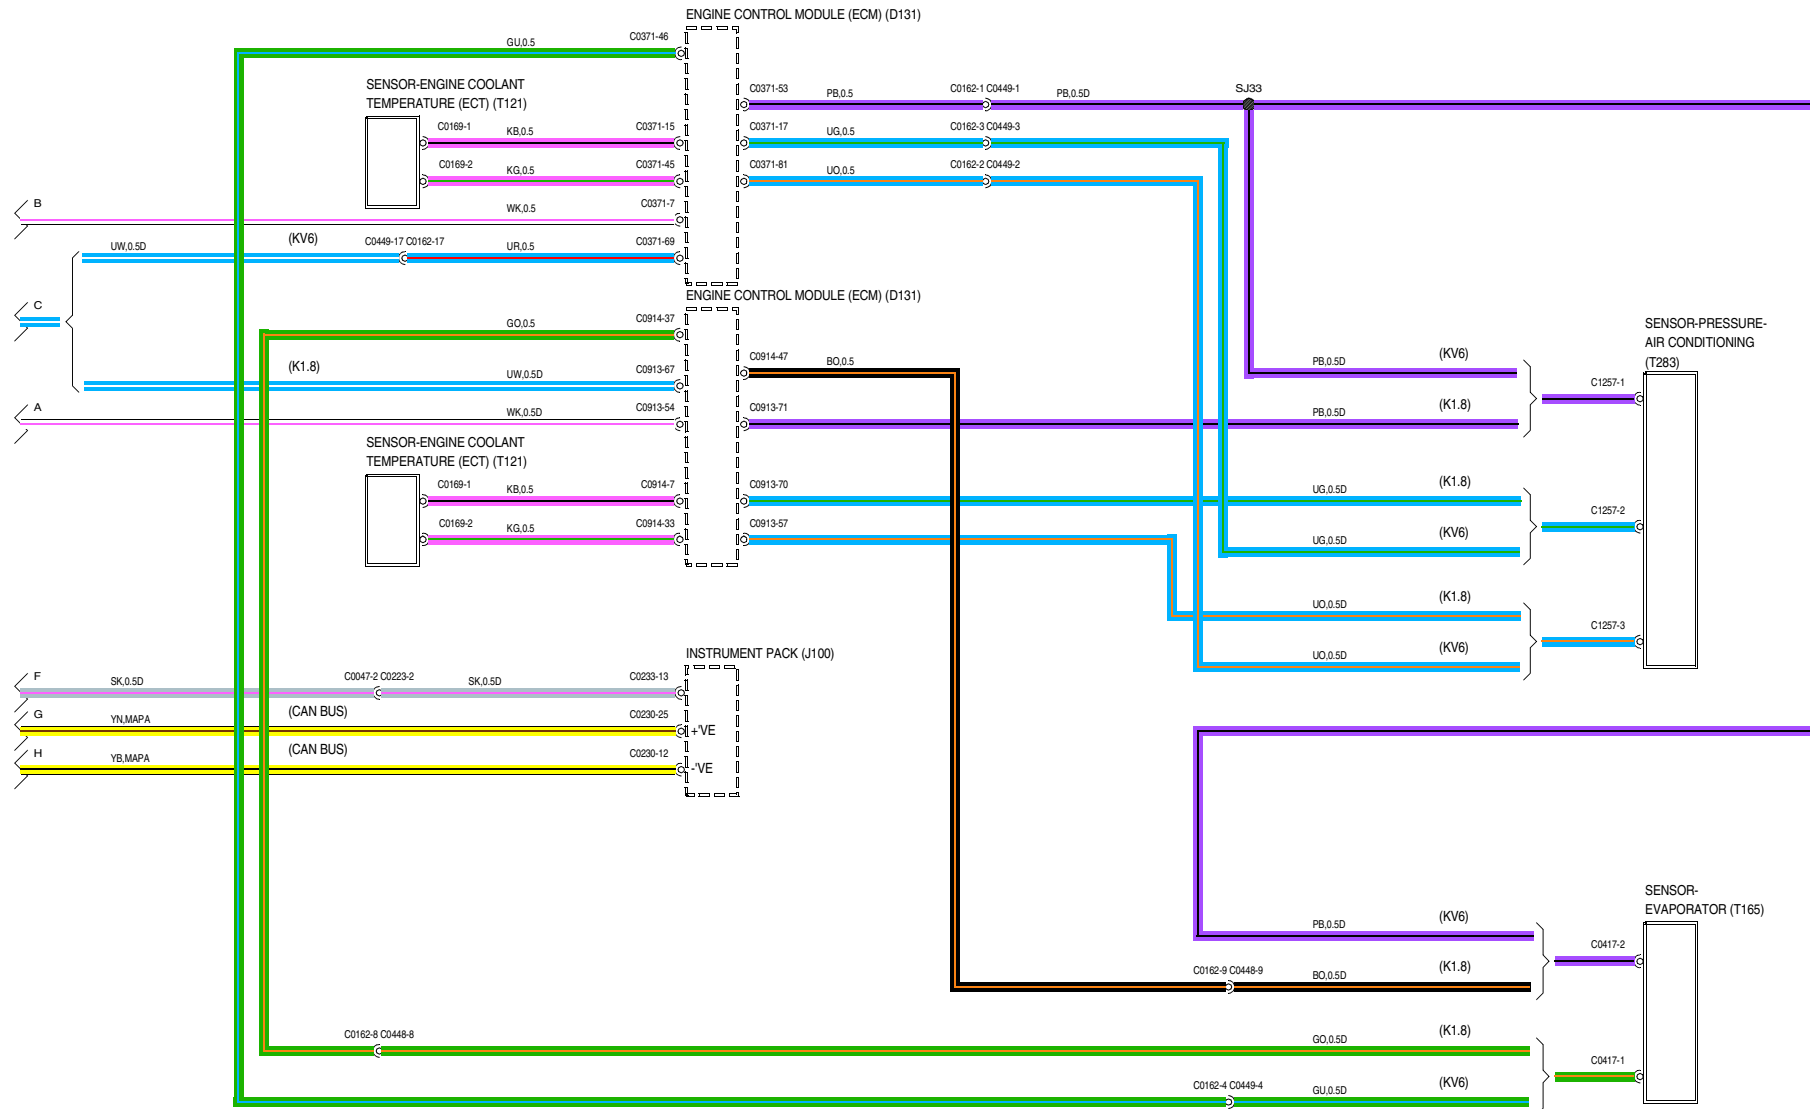 ENGINE CONTROL MODULE (ECM) (D131)
GU,0.5
C0371-46
SENSOR-ENGINE COOLANT
TEMPERATURE (ECT) (T121)
C0371-53
PB,0.5
C0162-1 C0449-1
PB,0.5D
SJ33
C0169-1
KB,0.5
C0371-15
C0371-17
UG,0.5
C0162-3 C0449-3
C0169-2
KG,0.5
C0371-45
C0371-81
UO,0.5
C0162-2 C0449-2
B
WK,0.5
C0371-7
UW,0.5D
(KV6)
C0449-17 C0162-17
UR,0.5
C0371-69
ENGINE CONTROL MODULE (ECM) (D131)
C
GO,0.5
C0914-37
SENSOR-PRESSURE-
AIR CONDITIONING
(T283)
(K1.8)
UW,0.5D
C0913-67
C0914-47
BO,0.5
PB,0.5D
(KV6)
C1257-1
A
WK,0.5D
C0913-54
C0913-71
PB,0.5D
(K1.8)
SENSOR-ENGINE COOLANT
TEMPERATURE (ECT) (T121)
C0169-1
KB,0.5
C0914-7
C0913-70
UG,0.5D
(K1.8)
C1257-2
C0169-2
KG,0.5
C0914-33
C0913-57
UG,0.5D
(KV6)
UO,0.5D
(K1.8)
C1257-3
UO,0.5D
(KV6)
INSTRUMENT PACK (J100)
F
SK,0.5D
C0047-2 C0223-2
SK,0.5D
C0233-13
G
YN,MAPA
(CAN BUS)
C0230-25
+'VE
H
YB,MAPA
(CAN BUS)
C0230-12
-'VE
SENSOR-
EVAPORATOR (T165)
PB,0.5D
(KV6)
C0417-2
C0162-9 C0448-9
BO,0.5D
(K1.8)
C0162-8 C0448-8
GO,0.5D
(K1.8)
C0417-1
C0162-4 C0449-4
GU,0.5D
(KV6)